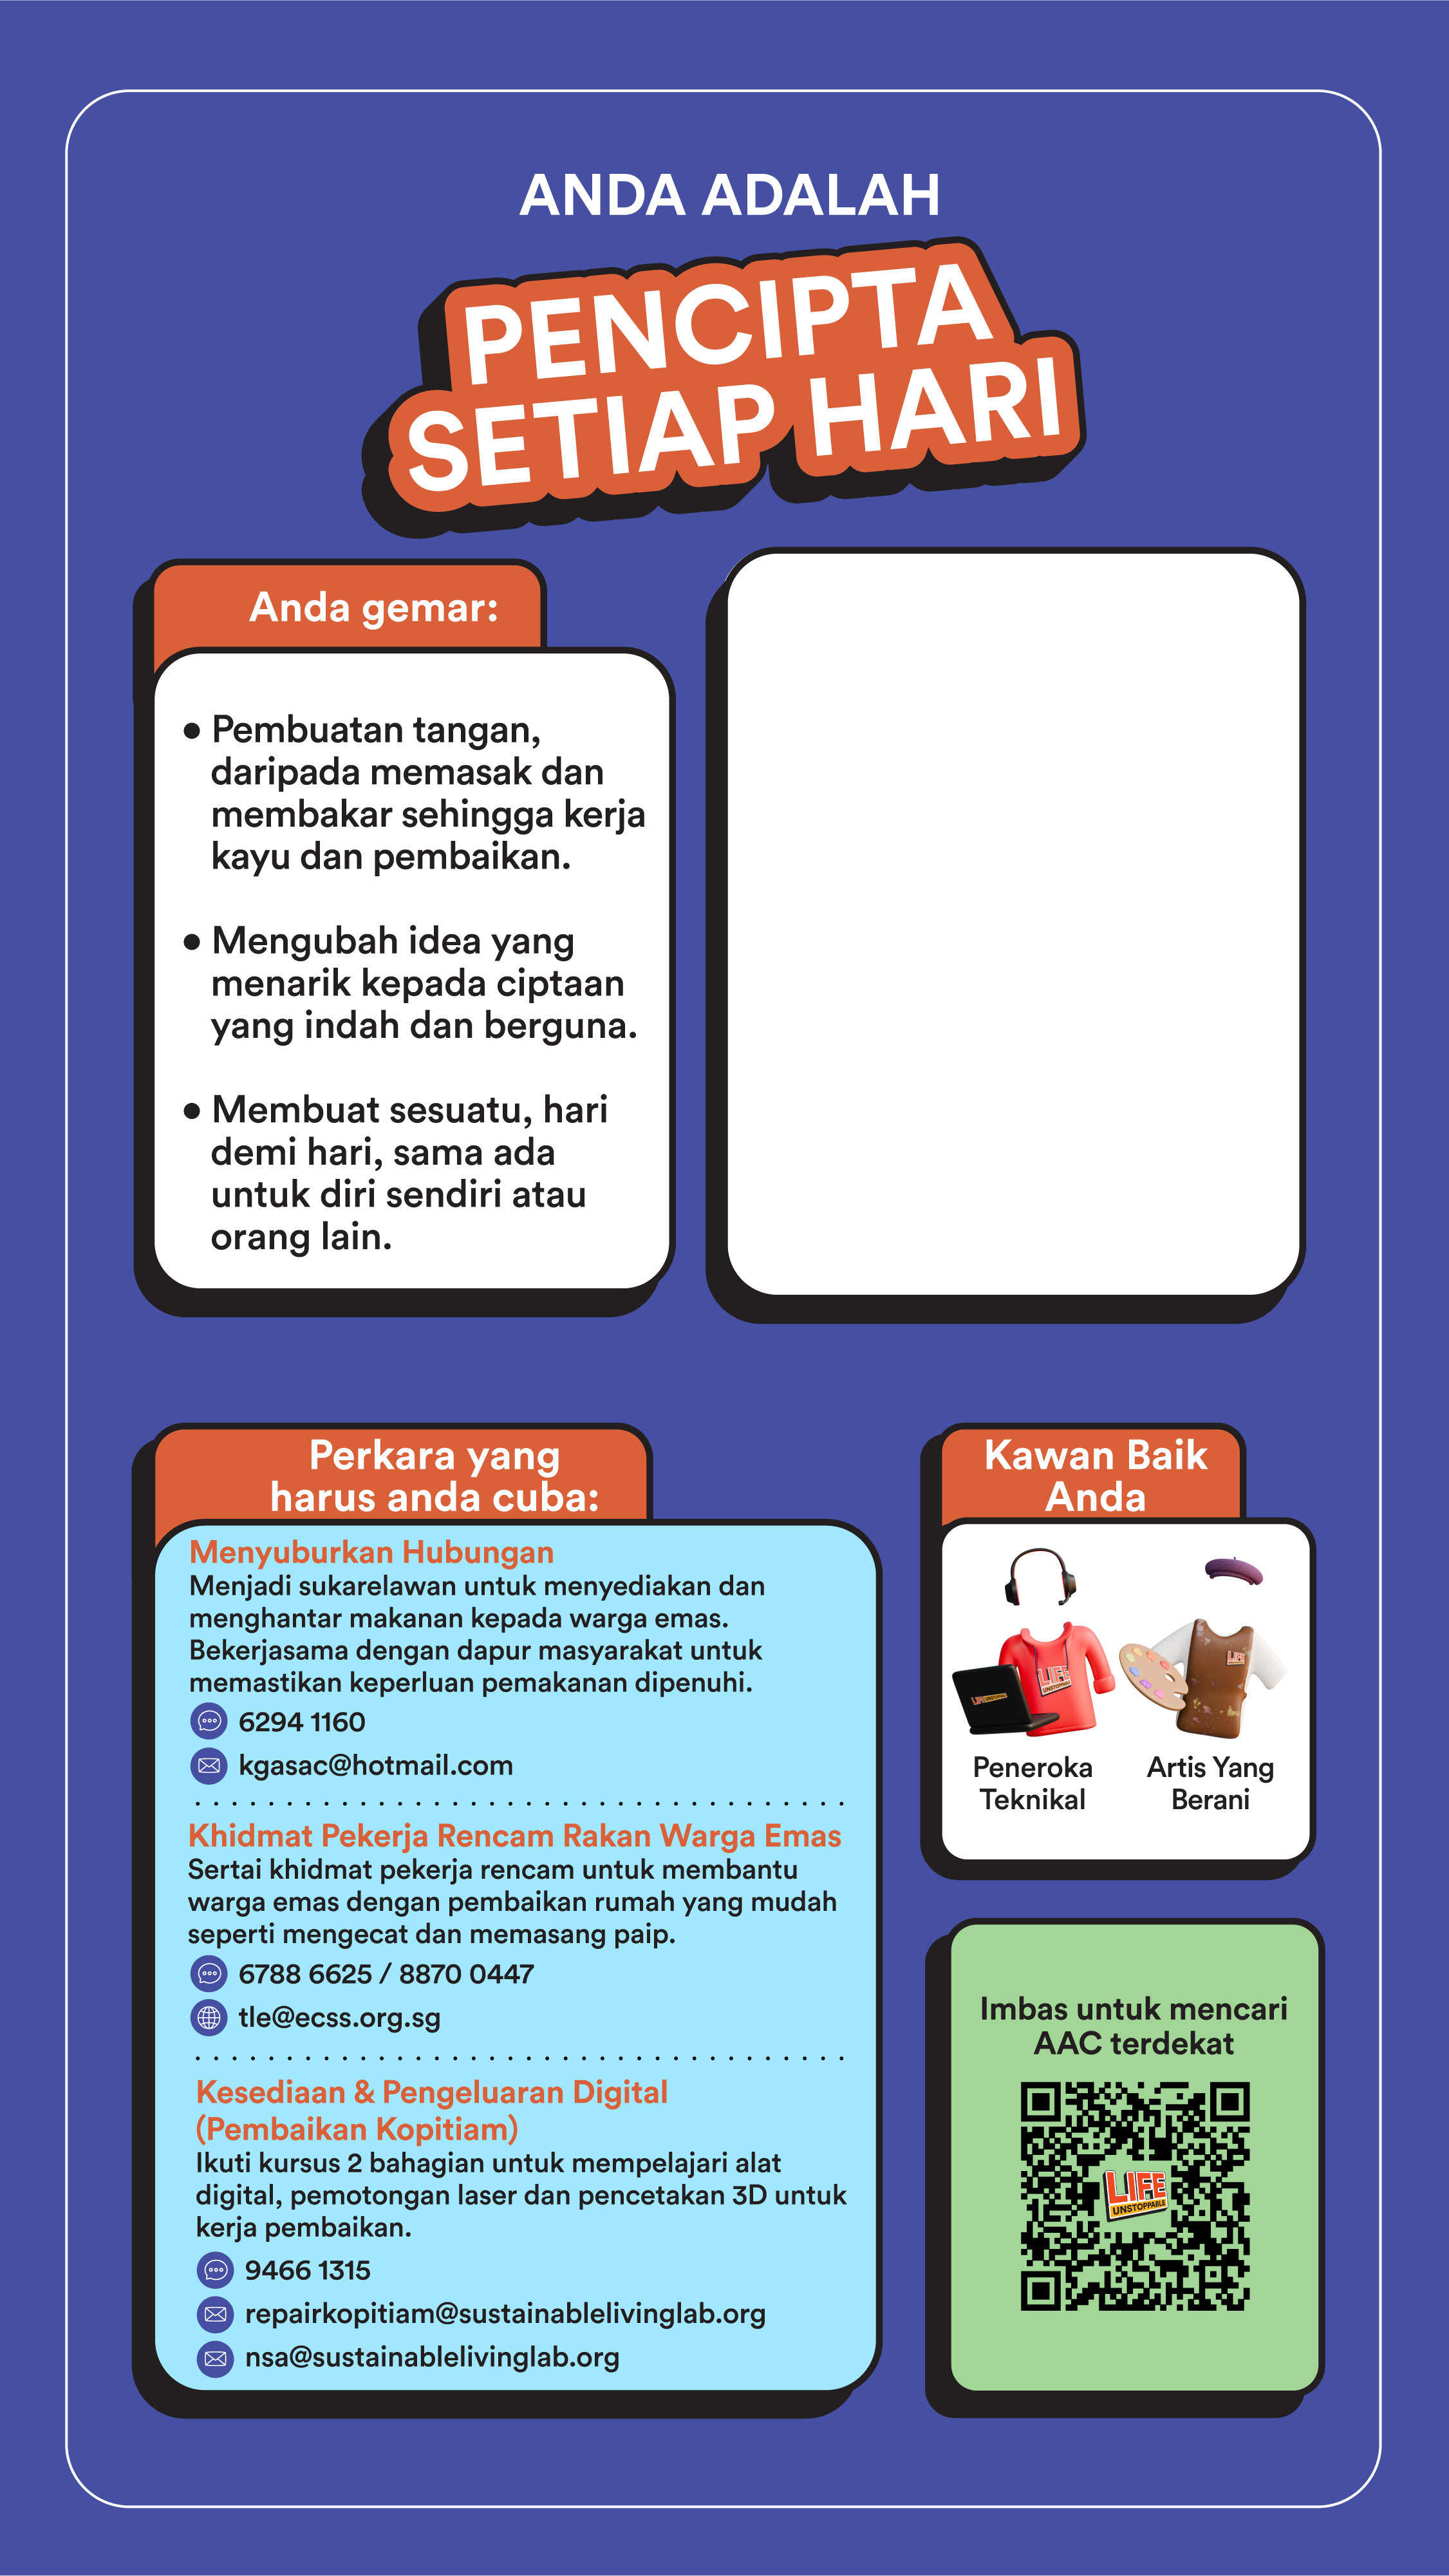 ANDA ADALAH
PENCIPTA
SETIAP HARI
Anda gemar:
• Pembuatan tangan,
daripada memasak dan
membakar sehingga kerja
kayu dan pembaikan.
• Mengubah idea yang
menarik kepada ciptaan
yang indah dan berguna.
• Membuat sesuatu, hari
demi hari, sama ada
untuk diri sendiri atau
orang lain.
Perkara yang
harus anda cuba:
Menyuburkan Hubungan
Menjadi sukarelawan untuk menyediakan dan
menghantar makanan kepada warga emas.
Bekerjasama dengan dapur masyarakat untuk
memastikan keperluan pemakanan dipenuhi.
6294 1160
kgasac@hotmail.com
Khidmat Pekerja Rencam Rakan Warga Emas
Sertai khidmat pekerja rencam untuk membantu
warga emas dengan pembaikan rumah yang mudah
seperti mengecat dan memasang paip.
6788 6625 / 8870 0447
tle@ecss.org.sg
Kesediaan & Pengeluaran Digital
(Pembaikan Kopitiam)
Ikuti kursus 2 bahagian untuk mempelajari alat
digital, pemotongan laser dan pencetakan 3D untuk
kerja pembaikan.
9466 1315
repairkopitiam@sustainablelivinglab.org
nsa@sustainablelivinglab.org
Kawan Baik
Anda
LIFE
UNSTOPPABLE
LIFE UNSTOPPABLE
LIFE
Peneroka
Teknikal
Artis Yang
Berani
Imbas untuk mencari
AAC terdekat
LIFE
UNSTOPPABLE